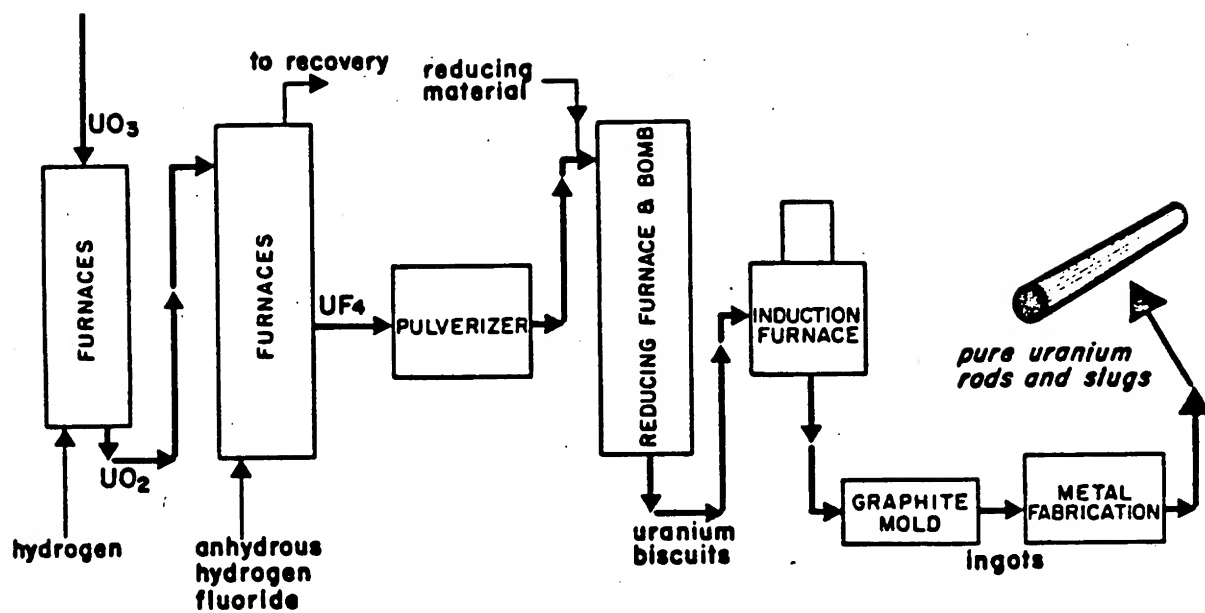 to recovery
reducing
material
UO₃
FURNACES
FURNACES
UF4
PULVERIZER
REDUCING FURNACE & BOMB
INDUCTION
FURNACE
pure uranium
rods and slugs
UO₂
hydrogen
anhydrous
hydrogen
fluoride
uranium
biscuits
GRAPHITE
MOLD
ingots
METAL
FABRICATION